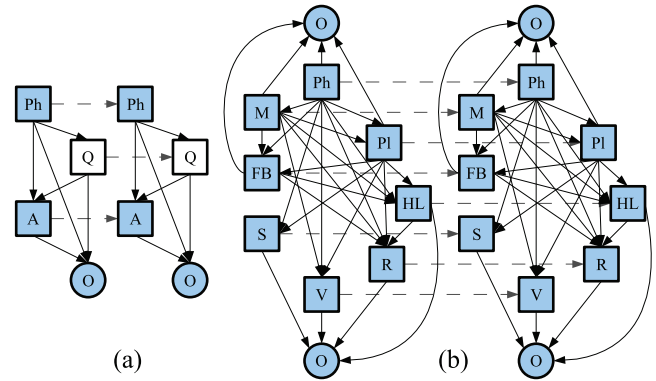 O O
Ph Ph
Ph Ph
M M
Pl Pl
Q Q
FB FB
HL HL
A A
S S
R R
O O
V V
(a) O (b) O